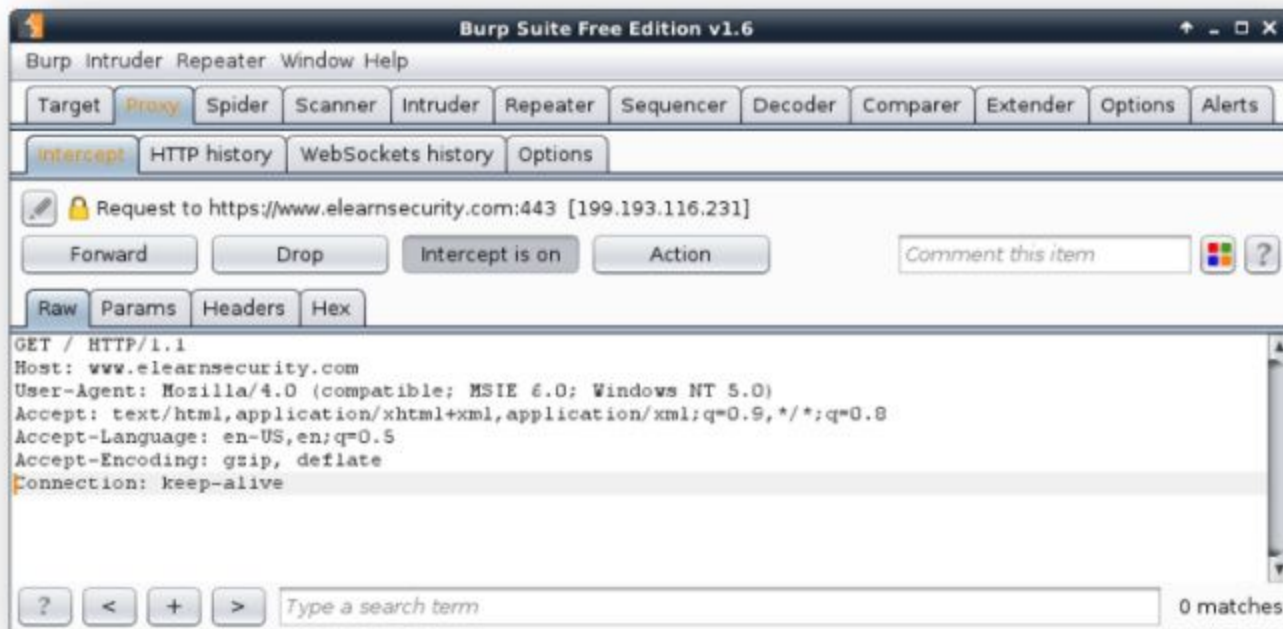 Burp Suite Free Edition v1.6
Burp Intruder Repeater Window Help
Target Proxy Spider Scanner Intruder Repeater Sequencer Decoder Comparer Extender Options Alerts
Intercept HTTP history WebSockets history Options
Request to https://www.elearnsecurity.com:443 [199.193.116.231]
Forward Drop Intercept is on Action Comment this item ?
Raw Params Headers Hex
GET / HTTP/1.1
Host: www.elearnsecurity.com
User-Agent: Mozilla/4.0 (compatible; MSIE 6.0; Windows NT 5.0)
Accept: text/html,application/xhtml+xml,application/xml;q=0.9,*/*;q=0.8
Accept-Language: en-US,en;q=0.5
Accept-Encoding: gzip, deflate
Connection: keep-alive
? < + > Type a search term 0 matches